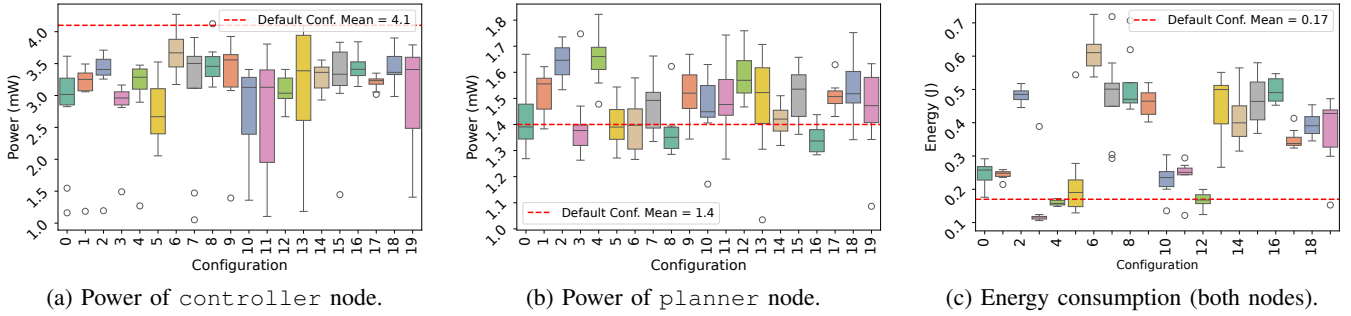 Default Conf. Mean = 4.1
Power (mW)
4.0
3.5
3.0
2.5
2.0
1.5
1.0
0 1 2 3 4 5 6 7 8 9 10 11 12 13 14 15 16 17 18 19
Configuration
(a) Power of controller node.
Default Conf. Mean = 1.4
Power (mW)
1.8
1.7
1.6
1.5
1.4
1.3
1.2
1.1
1.0
0 1 2 3 4 5 6 7 8 9 10 11 12 13 14 15 16 17 18 19
Configuration
(b) Power of planner node.
Default Conf. Mean = 0.17
Energy (J)
0.7
0.6
0.5
0.4
0.3
0.2
0.1
0 2 4 6 8 10 12 14 16 18
Configuration
(c) Energy consumption (both nodes).